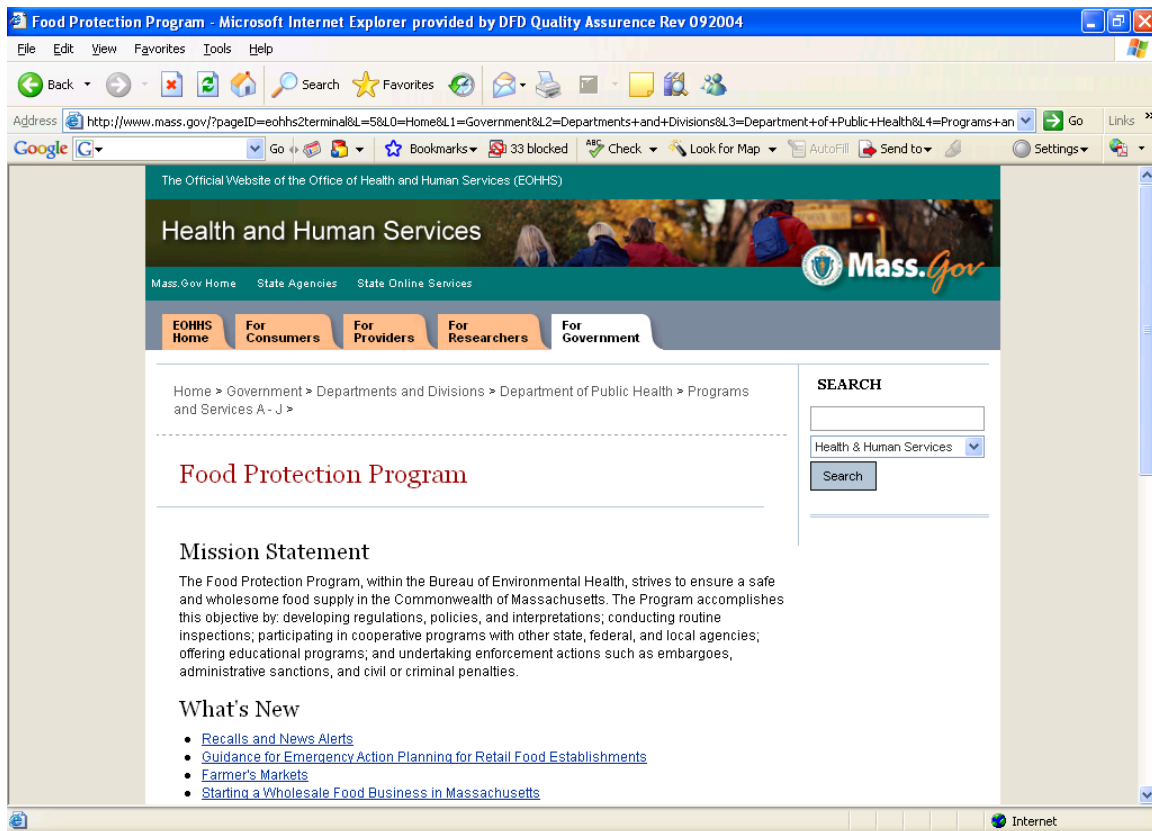 Food Protection Program - Microsoft Internet Explorer provided by DFD Quality Assurence Rev 092004
File Edit View Favorites Tools Help
Back Search Favorites
Address http://www.mass.gov/?pageID=eohhs2terminal&L=5&L0=Home&L1=Government&L2=Departments+and+Divisions&L3=Department+of+Public+Health&L4=Programs+an Go Links »
Google G Go Bookmarks 33 blocked ABC Check Look for Map AutoFill Send to Settings
The Official Website of the Office of Health and Human Services (EOHHS)
Health and Human Services
Mass.Gov
Mass.Gov Home State Agencies State Online Services
EOHHS Home
For Consumers
For Providers
For Researchers
For Government
Home > Government > Departments and Divisions > Department of Public Health > Programs
and Services A - J >
SEARCH
Health & Human Services
Search
Food Protection Program
Mission Statement
The Food Protection Program, within the Bureau of Environmental Health, strives to ensure a safe
and wholesome food supply in the Commonwealth of Massachusetts. The Program accomplishes
this objective by: developing regulations, policies, and interpretations; conducting routine
inspections; participating in cooperative programs with other state, federal, and local agencies;
offering educational programs; and undertaking enforcement actions such as embargoes,
administrative sanctions, and civil or criminal penalties.
What's New
• Recalls and News Alerts
• Guidance for Emergency Action Planning for Retail Food Establishments
• Farmer's Markets
• Starting a Wholesale Food Business in Massachusetts
Internet